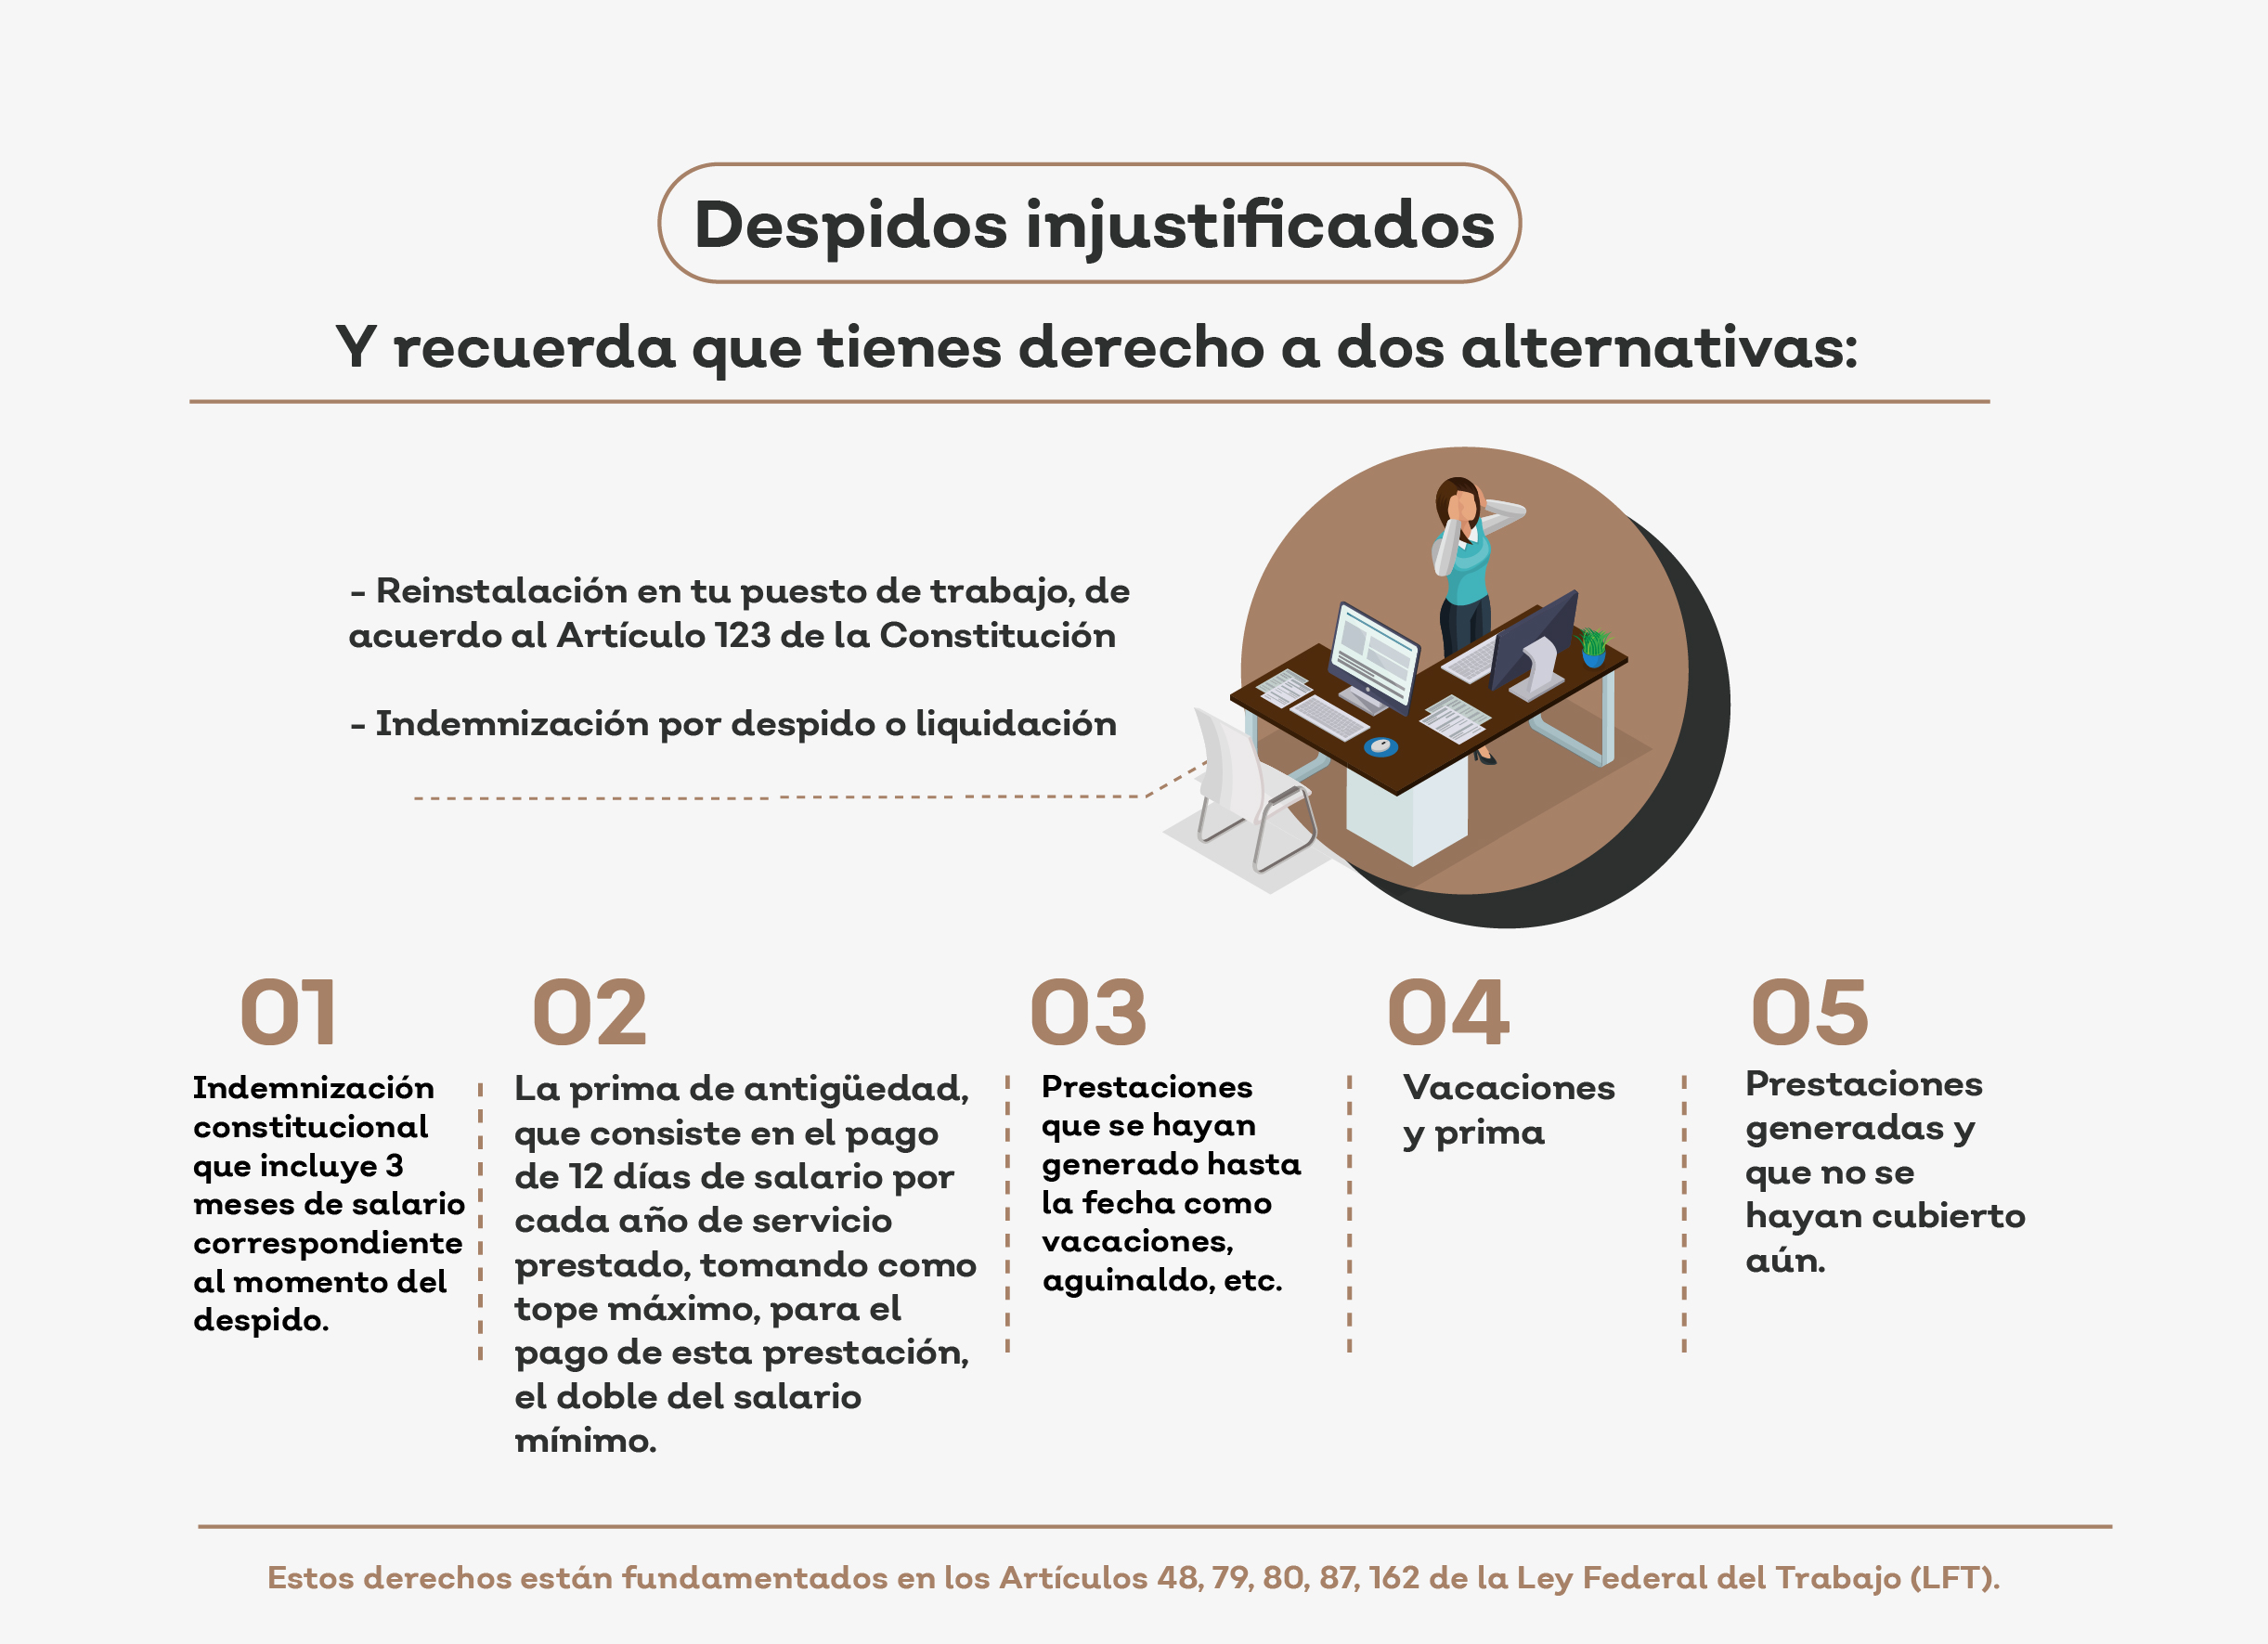 Despidos injustificados
Y recuerda que tienes derecho a dos alternativas:
- Reinstalación en tu puesto de trabajo, de
acuerdo al Artículo 123 de la Constitución
- Indemnización por despido o liquidación
01
Indemnización
constitucional
que incluye 3
meses de salario
correspondiente
al momento del
despido.
02
La prima de antigüedad,
que consiste en el pago
de 12 días de salario por
cada año de servicio
prestado, tomando como
tope máximo, para el
pago de esta prestación,
el doble del salario
mínimo.
03
Prestaciones
que se hayan
generado hasta
la fecha como
vacaciones,
aguinaldo, etc.
04
Vacaciones
y prima
05
Prestaciones
generadas y
que no se
hayan cubierto
aún.
Estos derechos están fundamentados en los Artículos 48, 79, 80, 87, 162 de la Ley Federal del Trabajo (LFT).